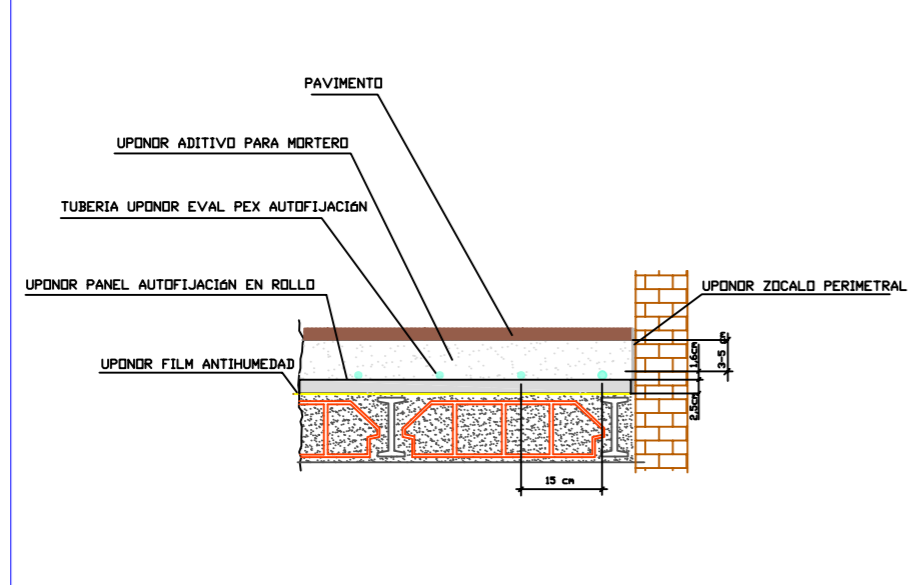 PAVIMENTO
UPONOR ADITIVO PARA MORTERO
TUBERIA UPONOR EVAL PEX AUTOFIJACIÓN
UPONOR PANEL AUTOFIJACIÓN EN ROLLO
UPONOR ZOCALO PERIMETRAL
UPONOR FILM ANTIHUMEDAD
1,6cm
3-5 cm
2,5cm
15 cm